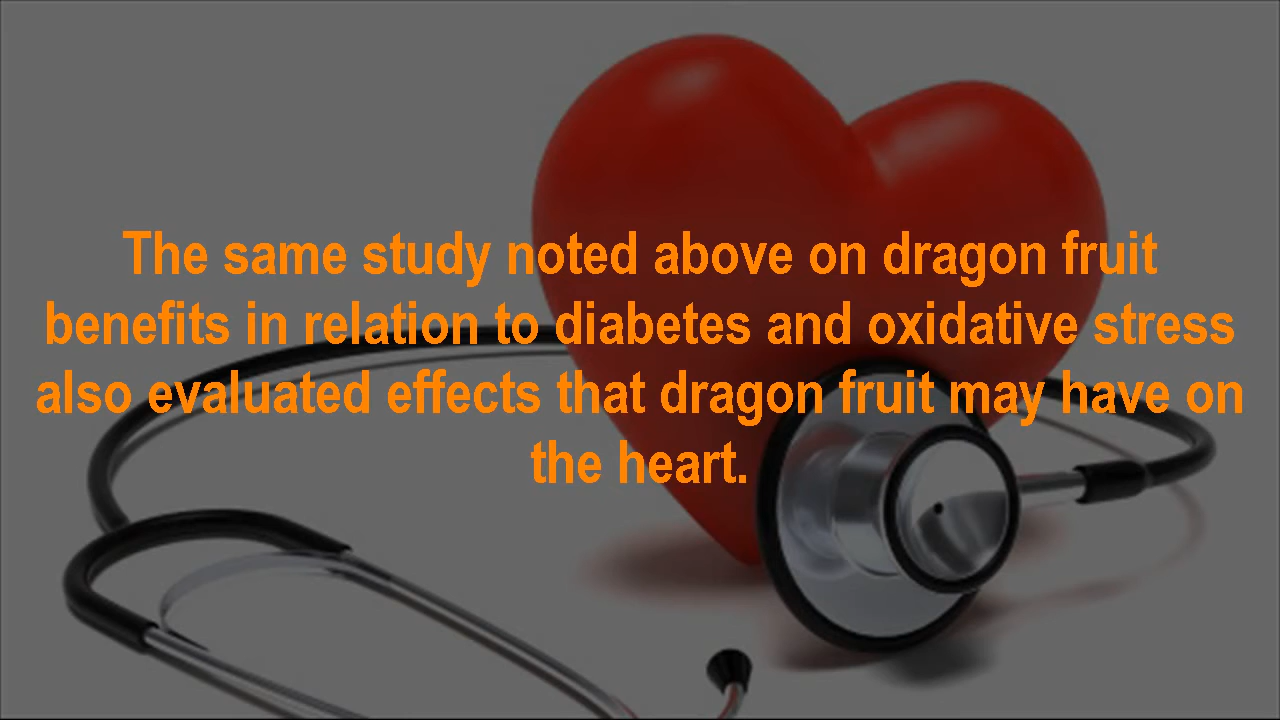 The same study noted above on dragon fruit
benefits in relation to diabetes and oxidative stress
also evaluated effects that dragon fruit may have on
the heart.